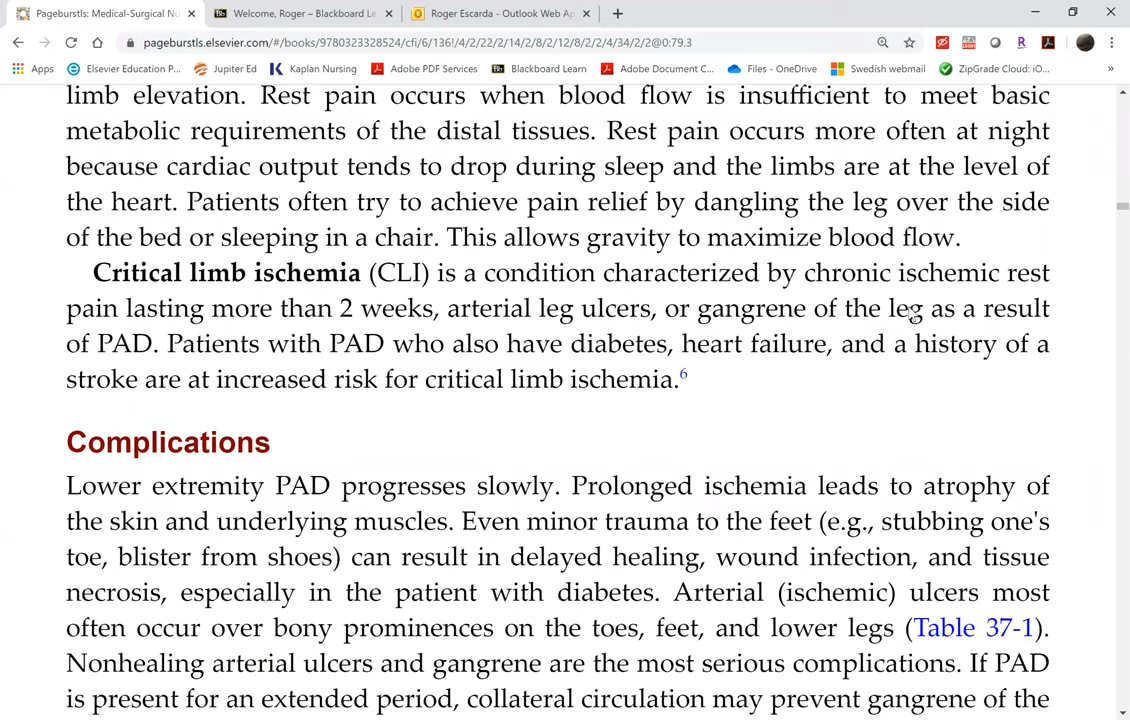 Pageburstls: Medical-Surgical Nu
Welcome, Roger – Blackboard Le
Roger Escarda - Outlook Web Ap
pageburstls.elsevier.com/#/books/9780323328524/cfi/6/136!/4/2/22/2/14/2/8/2/12/8/2/2/4/34/2/2@0:79.3
Apps Elsevier Education P... Jupiter Ed Kaplan Nursing Adobe PDF Services Blackboard Learn Adobe Document C... Files - OneDrive Swedish webmail ZipGrade Cloud: iO... »
limb elevation. Rest pain occurs when blood flow is insufficient to meet basic
metabolic requirements of the distal tissues. Rest pain occurs more often at night
because cardiac output tends to drop during sleep and the limbs are at the level of
the heart. Patients often try to achieve pain relief by dangling the leg over the side
of the bed or sleeping in a chair. This allows gravity to maximize blood flow.
Critical limb ischemia (CLI) is a condition characterized by chronic ischemic rest
pain lasting more than 2 weeks, arterial leg ulcers, or gangrene of the leg as a result
of PAD. Patients with PAD who also have diabetes, heart failure, and a history of a
stroke are at increased risk for critical limb ischemia.6
Complications
Lower extremity PAD progresses slowly. Prolonged ischemia leads to atrophy of
the skin and underlying muscles. Even minor trauma to the feet (e.g., stubbing one's
toe, blister from shoes) can result in delayed healing, wound infection, and tissue
necrosis, especially in the patient with diabetes. Arterial (ischemic) ulcers most
often occur over bony prominences on the toes, feet, and lower legs (Table 37-1).
Nonhealing arterial ulcers and gangrene are the most serious complications. If PAD
is present for an extended period, collateral circulation may prevent gangrene of the